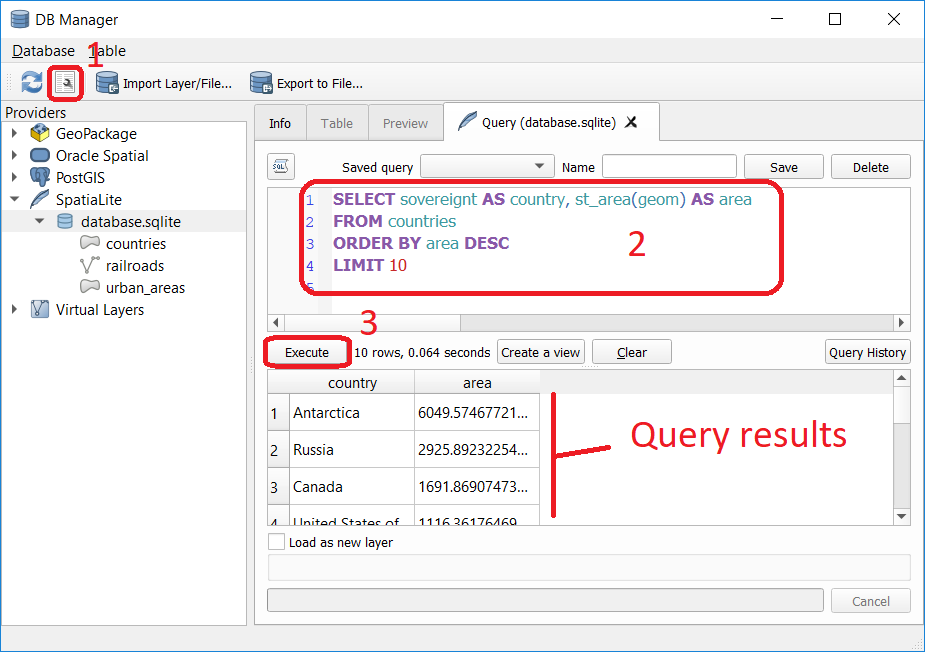 DB Manager
Database Table
1
Import Layer/File... Export to File...
Providers
GeoPackage
Oracle Spatial
PostGIS
SpatiaLite
database.sqlite
countries
railroads
urban_areas
Virtual Layers
Info Table Preview Query (database.sqlite)
SQL Saved query Name Save Delete
1 SELECT sovereignt AS country, st_area(geom) AS area
2 FROM countries
3 ORDER BY area DESC
4 LIMIT 10
5
2
3
Execute 10 rows, 0.064 seconds Create a view Clear Query History
country area
1 Antarctica 6049.57467721...
2 Russia 2925.89232254...
3 Canada 1691.86907473...
4 United States of 1116.36176469
Query results
Load as new layer
Cancel